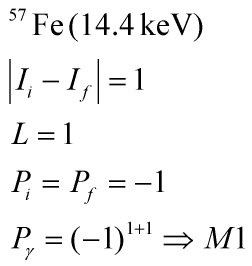 ⁵⁷Fe (14.4 keV)
|Iᵢ − I_f| = 1
L = 1
Pᵢ = P_f = −1
P_γ = (−1)¹⁺¹ ⇒ M1